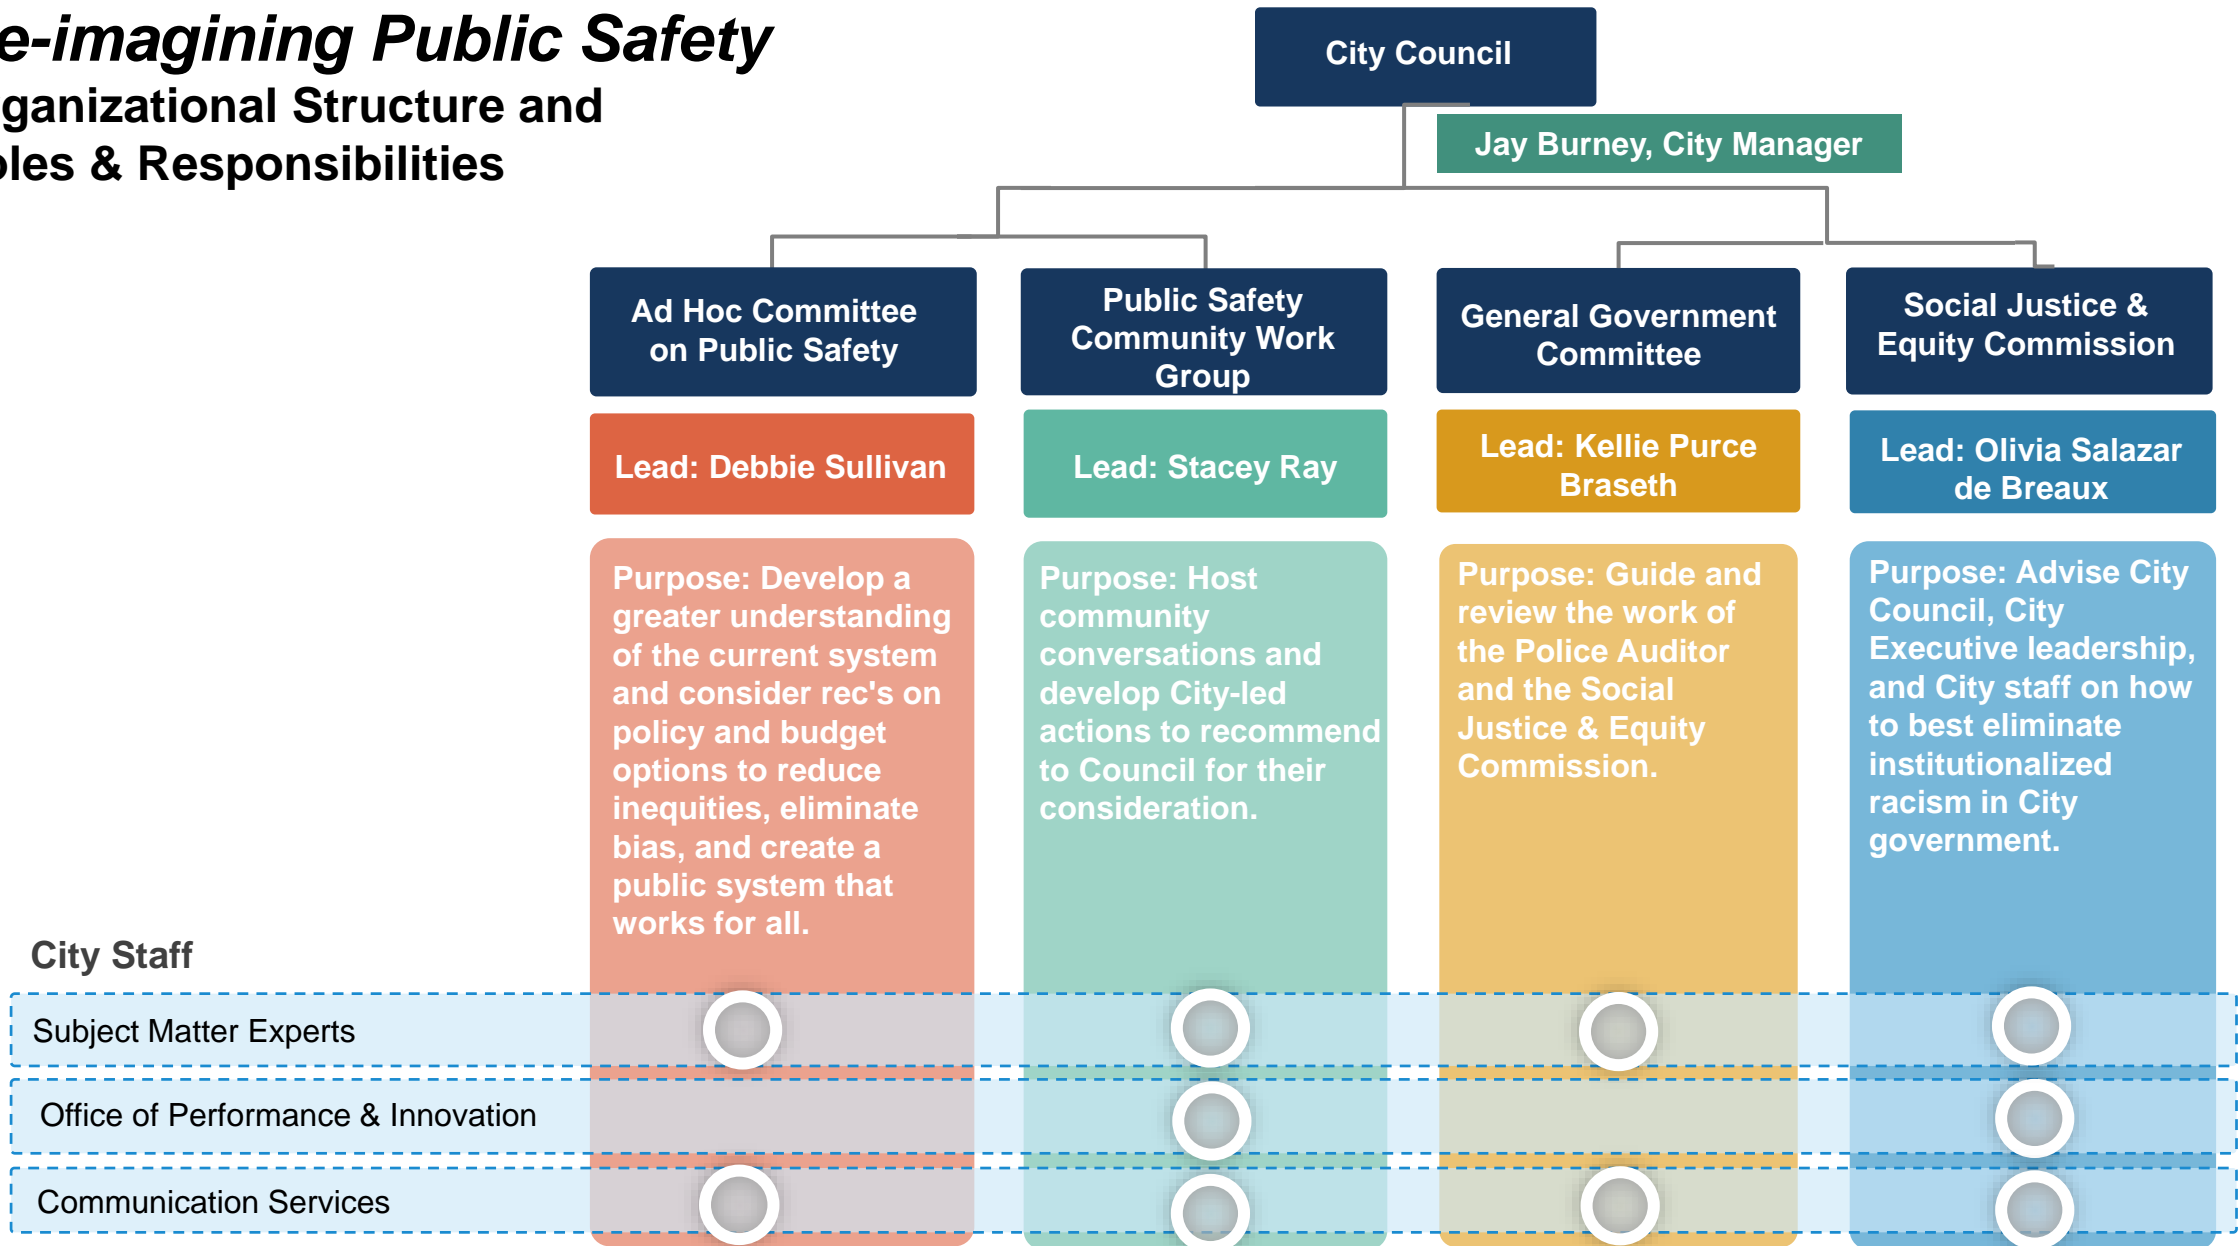 e-imagining Public Safety
ganizational Structure and
oles & Responsibilities
City Council
Jay Burney, City Manager
Ad Hoc Committee
on Public Safety
Public Safety
Community Work
Group
General Government
Committee
Social Justice &
Equity Commission
Lead: Debbie Sullivan
Lead: Stacey Ray
Lead: Kellie Purce
Braseth
Lead: Olivia Salazar
de Breaux
Purpose: Develop a
greater understanding
of the current system
and consider rec's on
policy and budget
options to reduce
inequities, eliminate
bias, and create a
public system that
works for all.
Purpose: Host
community
conversations and
develop City-led
actions to recommend
to Council for their
consideration.
Purpose: Guide and
review the work of
the Police Auditor
and the Social
Justice & Equity
Commission.
Purpose: Advise City
Council, City
Executive leadership,
and City staff on how
to best eliminate
institutionalized
racism in City
government.
City Staff
Subject Matter Experts
Office of Performance & Innovation
Communication Services